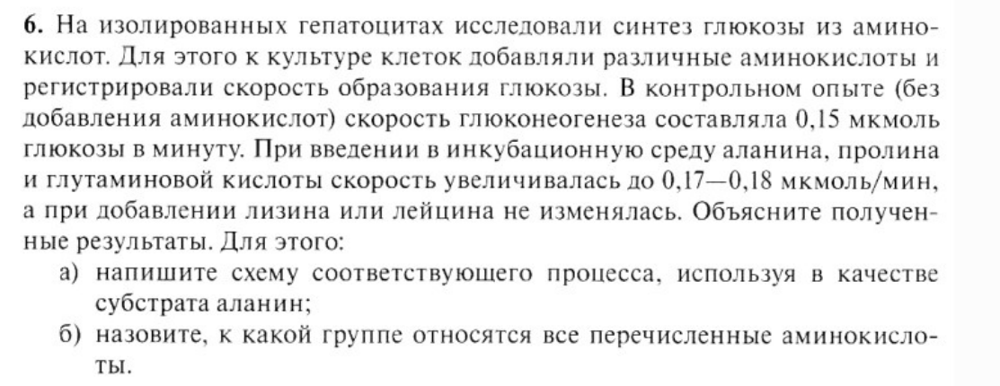 6. На изолированных гепатоцитах исследовали синтез глюкозы из амино-
кислот. Для этого к культуре клеток добавляли различные аминокислоты и
регистрировали скорость образования глюкозы. В контрольном опыте (без
добавления аминокислот) скорость глюконеогенеза составляла 0,15 мкмоль
глюкозы в минуту. При введении в инкубационную среду аланина, пролина
и глутаминовой кислоты скорость увеличивалась до 0,17—0,18 мкмоль/мин,
а при добавлении лизина или лейцина не изменялась. Объясните получен-
ные результаты. Для этого:
а) напишите схему соответствующего процесса, используя в качестве
субстрата аланин;
б) назовите, к какой группе относятся все перечисленные аминокисло-
ты.